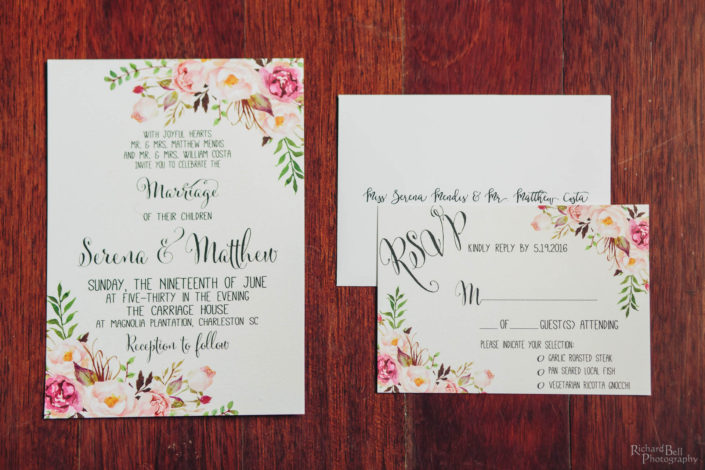 WITH JOYFUL HEARTS
MR. & MRS. MATTHEW MENDIS
AND MR. & MRS. WILLIAM COSTA
INVITE YOU TO CELEBRATE THE
Marriage
OF THEIR CHILDREN
Serena & Matthew
SUNDAY, THE NINETEENTH OF JUNE
AT FIVE-THIRTY IN THE EVENING
THE CARRIAGE HOUSE
AT MAGNOLIA PLANTATION, CHARLESTON SC
Reception to follow
Miss Serena Mendes & Mr. Matthew Costa
RSVP
KINDLY REPLY BY 5.19.2016
M
OF GUEST(S) ATTENDING
PLEASE INDICATE YOUR SELECTION:
GARLIC ROASTED STEAK
PAN SEARED LOCAL FISH
VEGETARIAN RICOTTA GNOCCHI
Richard Bell
Photography